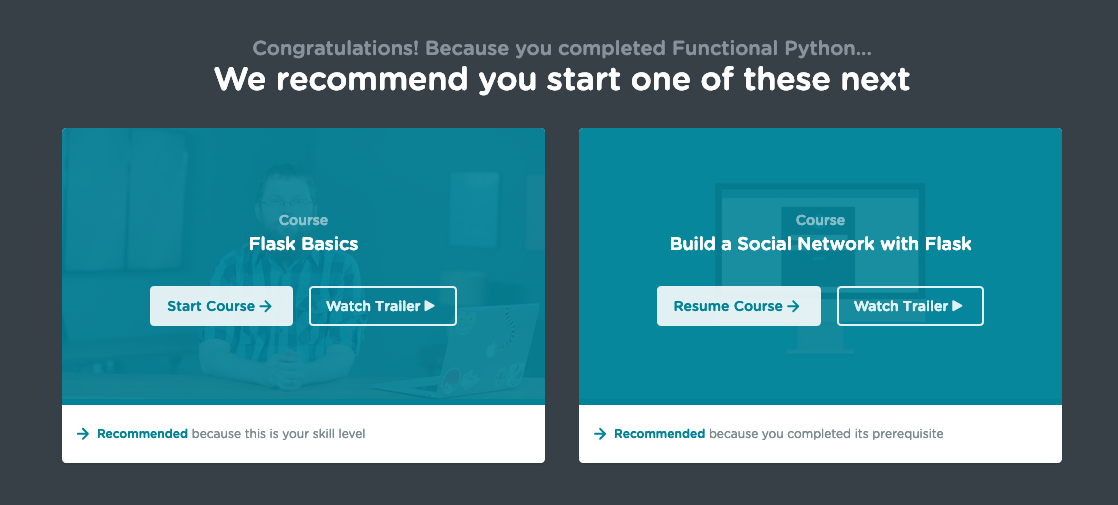 Congratulations! Because you completed Functional Python...
We recommend you start one of these next
Course
Flask Basics
Start Course →
Watch Trailer ▶
→ Recommended because this is your skill level
Course
Build a Social Network with Flask
Resume Course →
Watch Trailer ▶
→ Recommended because you completed its prerequisite